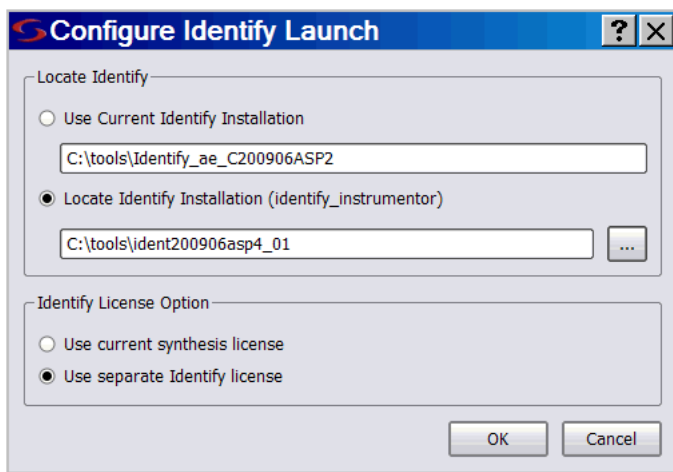 Configure Identify Launch
?
Locate Identify
Use Current Identify Installation
C:\tools\Identify_ae_C200906ASP2
Locate Identify Installation (identify_instrumentor)
C:\tools\ident200906asp4_01
...
Identify License Option
Use current synthesis license
Use separate Identify license
OK Cancel